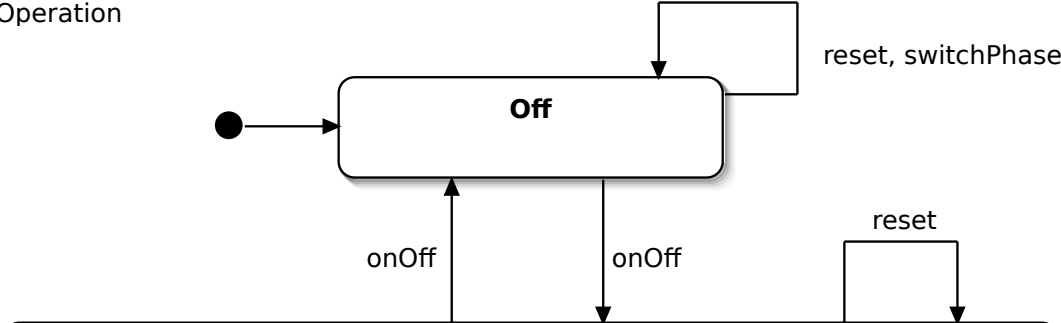 Operation
reset, switchPhase
Off
reset
onOff
onOff